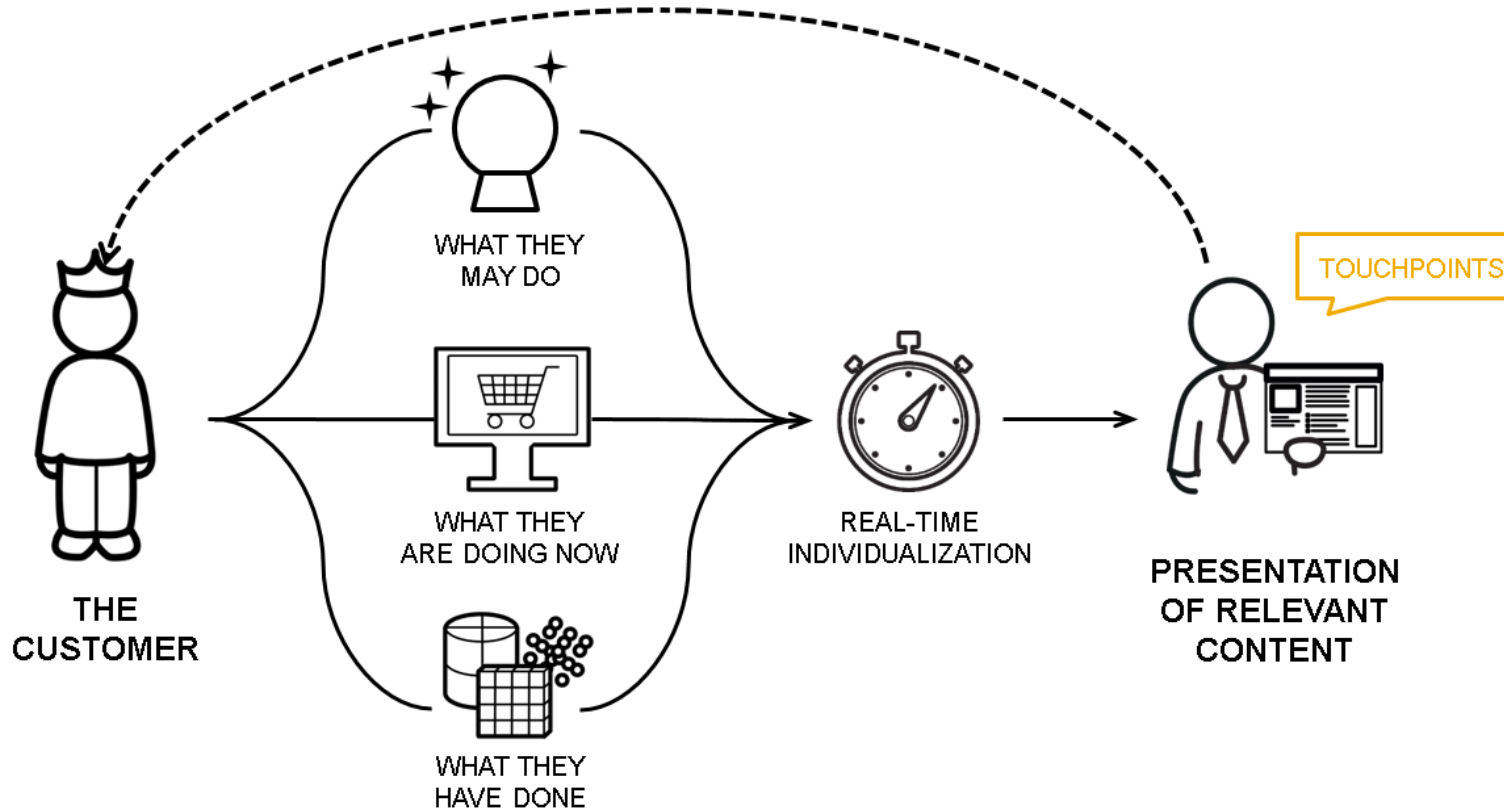 WHAT THEY
MAY DO
TOUCHPOINTS
WHAT THEY
ARE DOING NOW
REAL-TIME
INDIVIDUALIZATION
THE
CUSTOMER
PRESENTATION
OF RELEVANT
CONTENT
WHAT THEY
HAVE DONE